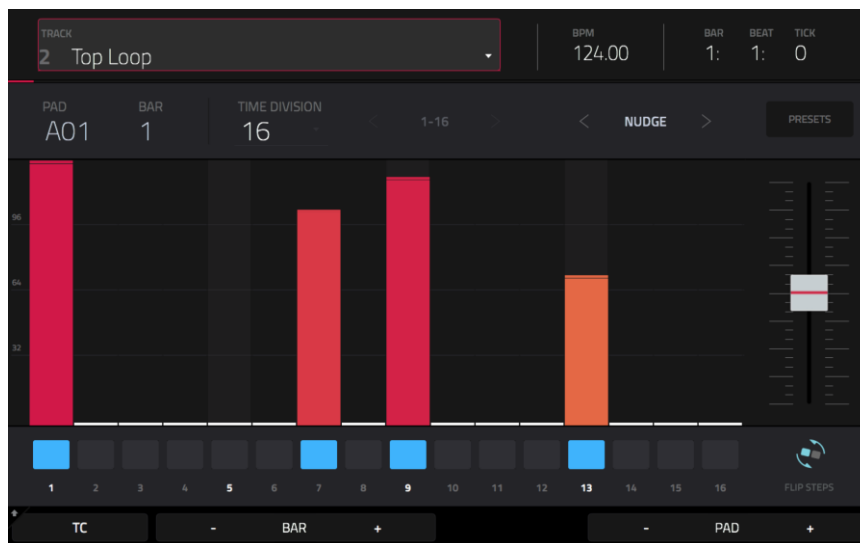 TRACK
2 Top Loop
BPM
124.00
BAR BEAT TICK
1: 1: 0
PAD
A01
BAR
1
TIME DIVISION
16
< 1-16 >
< NUDGE >
PRESETS
96
64
32
1 2 3 4 5 6 7 8 9 10 11 12 13 14 15 16
FLIP STEPS
TC - BAR + - PAD +